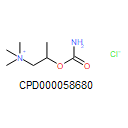 NH₂
N⁺
O
O
Cl⁻
CPD000058680